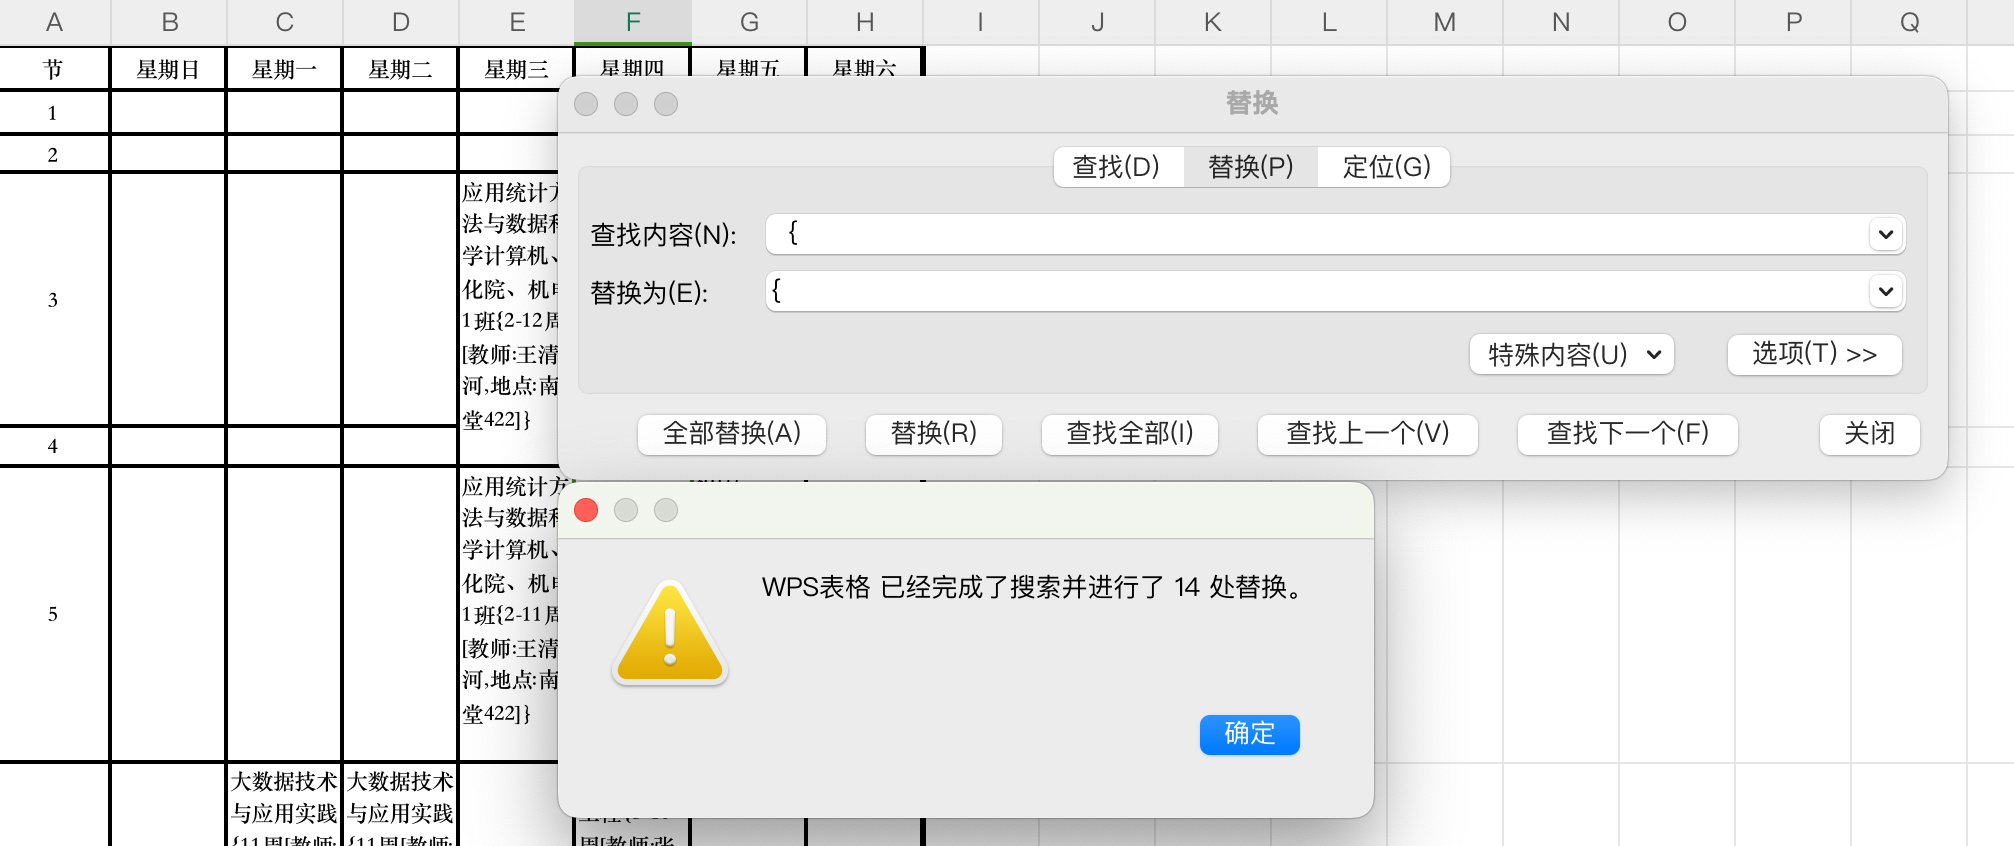 A B C D E F G H I J K L M N O P Q
节 星期日 星期一 星期二 星期三 星期四 星期五 星期六
1
2
3
应用统计方
法与数据科
学计算机、
化院、机电
1班{2-12周
[教师:王清
河,地点:南
堂422]}
4
5
应用统计方
法与数据科
学计算机、
化院、机电
1班{2-11周
[教师:王清
河,地点:南
堂422]}
大数据技术
与应用实践
{11周[教师:
大数据技术
与应用实践
{11周[教师:
周[教师:张
替换
查找(D) 替换(P) 定位(G)
查找内容(N): {
替换为(E): {
特殊内容(U) 选项(T) >>
全部替换(A) 替换(R) 查找全部(I) 查找上一个(V) 查找下一个(F) 关闭
WPS表格 已经完成了搜索并进行了 14 处替换。
确定